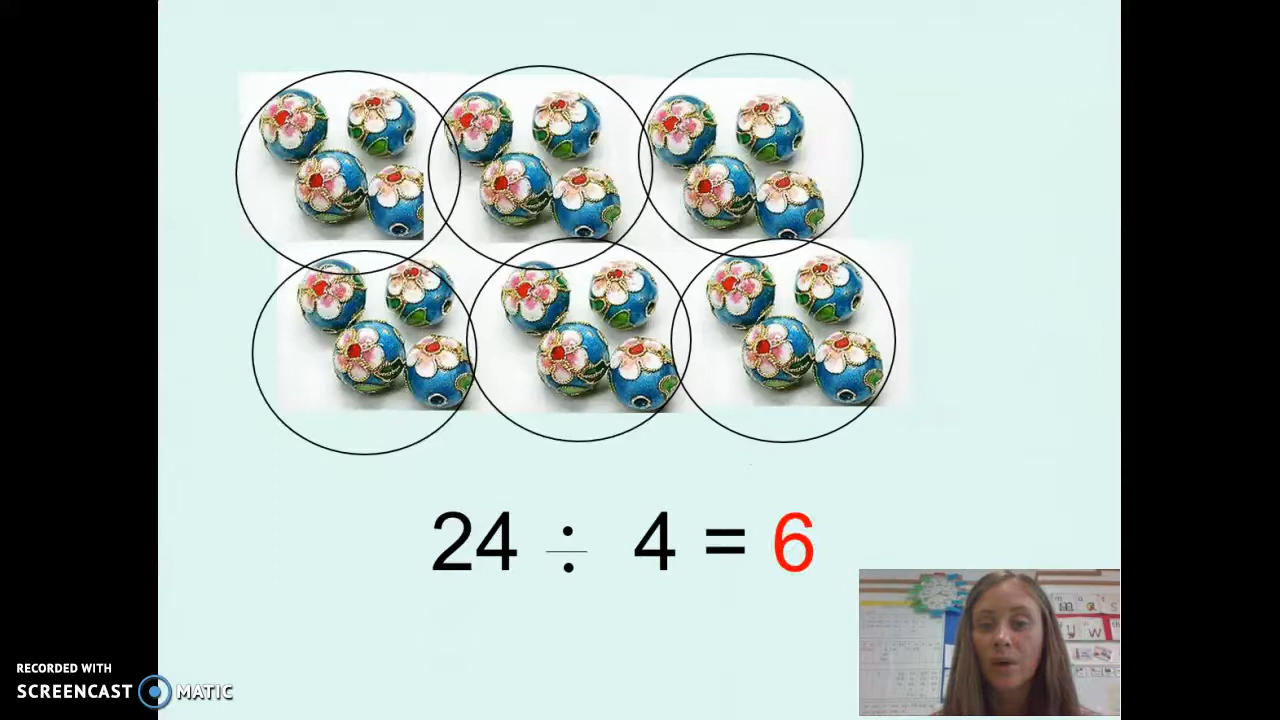 24 ÷ 4 = 6
RECORDED WITH
SCREENCAST MATIC
m a t s
w